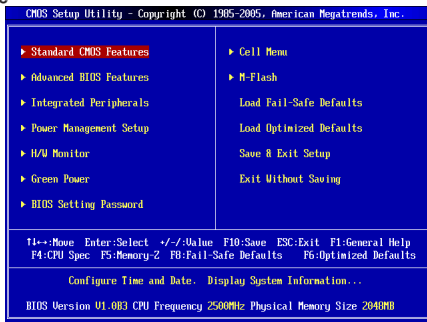 CMOS Setup Utility - Copyright (C) 1985-2005, American Megatrends, Inc.
▶ Standard CMOS Features
▶ Advanced BIOS Features
▶ Integrated Peripherals
▶ Power Management Setup
▶ H/W Monitor
▶ Green Power
▶ BIOS Setting Password
▶ Cell Menu
▶ M-Flash
Load Fail-Safe Defaults
Load Optimized Defaults
Save & Exit Setup
Exit Without Saving
↑↓←→:Move Enter:Select +/-/:Value F10:Save ESC:Exit F1:General Help
F4:CPU Spec F5:Memory-Z F8:Fail-Safe Defaults F6:Optimized Defaults
Configure Time and Date. Display System Information...
BIOS Version V1.0B3 CPU Frequency 2500MHz Physical Memory Size 2048MB